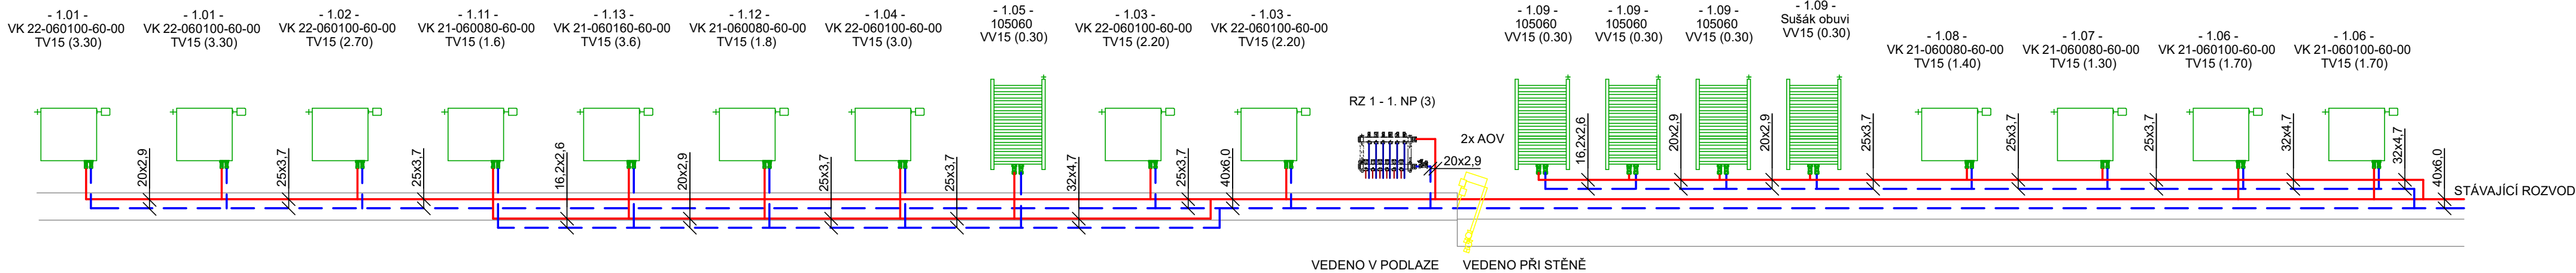 - 1.01 -
VK 22-060100-60-00
TV15 (3.30)
- 1.01 -
VK 22-060100-60-00
TV15 (3.30)
- 1.02 -
VK 22-060100-60-00
TV15 (2.70)
- 1.11 -
VK 21-060080-60-00
TV15 (1.6)
- 1.13 -
VK 21-060160-60-00
TV15 (3.6)
- 1.12 -
VK 21-060080-60-00
TV15 (1.8)
- 1.04 -
VK 22-060100-60-00
TV15 (3.0)
- 1.05 -
105060
VV15 (0.30)
- 1.03 -
VK 22-060100-60-00
TV15 (2.20)
- 1.03 -
VK 22-060100-60-00
TV15 (2.20)
- 1.09 -
105060
VV15 (0.30)
- 1.09 -
105060
VV15 (0.30)
- 1.09 -
105060
VV15 (0.30)
- 1.09 -
Sušák obuvi
VV15 (0.30)
- 1.08 -
VK 21-060080-60-00
TV15 (1.40)
- 1.07 -
VK 21-060080-60-00
TV15 (1.30)
- 1.06 -
VK 21-060100-60-00
TV15 (1.70)
- 1.06 -
VK 21-060100-60-00
TV15 (1.70)
RZ 1 - 1. NP (3)
2x AOV
20x2,9
20x2,9
25x3,7
25x3,7
16,2x2,6
20x2,9
25x3,7
25x3,7
32x4,7
25x3,7
40x6,0
16,2x2,6
20x2,9
20x2,9
25x3,7
25x3,7
25x3,7
32x4,7
32x4,7
40x6,0
STÁVAJÍCÍ ROZVOD
VEDENO V PODLAZE
VEDENO PŘI STĚNĚ